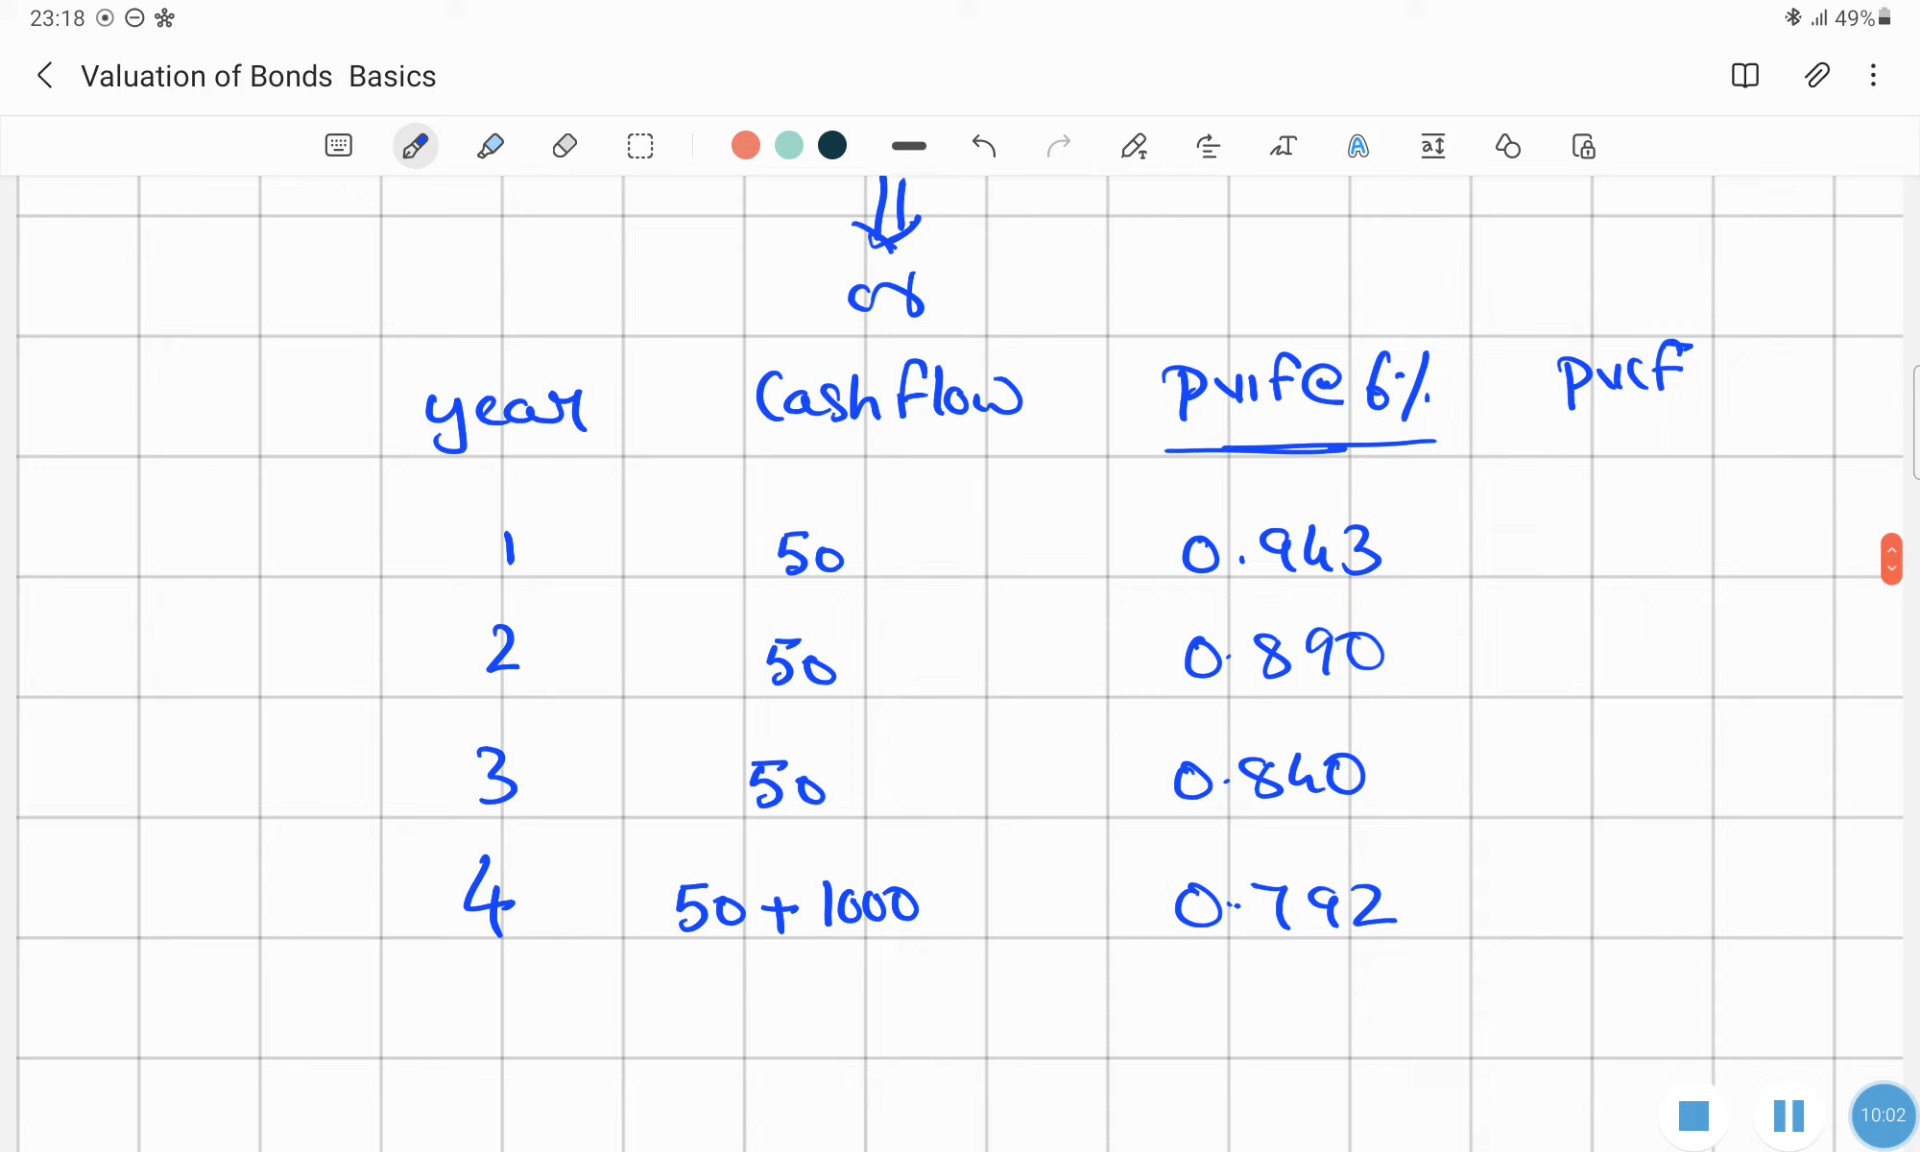 23:18 49%
Valuation of Bonds Basics
or
year Cash flow pvif@6% pvcf
1 50 0.943
2 50 0.890
3 50 0.840
4 50+1000 0.792
10:02